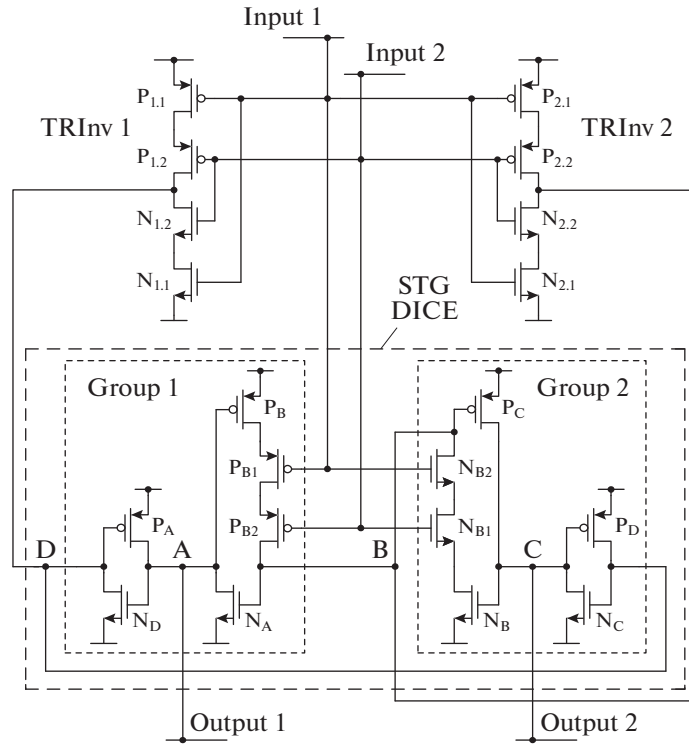 Input 1
Input 2
P1.1
P2.1
TRInv 1
TRInv 2
P1.2
P2.2
N1.2
N2.2
N1.1
N2.1
STG
DICE
Group 1
Group 2
PB
PC
PB1
NB2
PA
PB2
NB1
PD
D
A
B
C
ND
NA
NB
NC
Output 1
Output 2